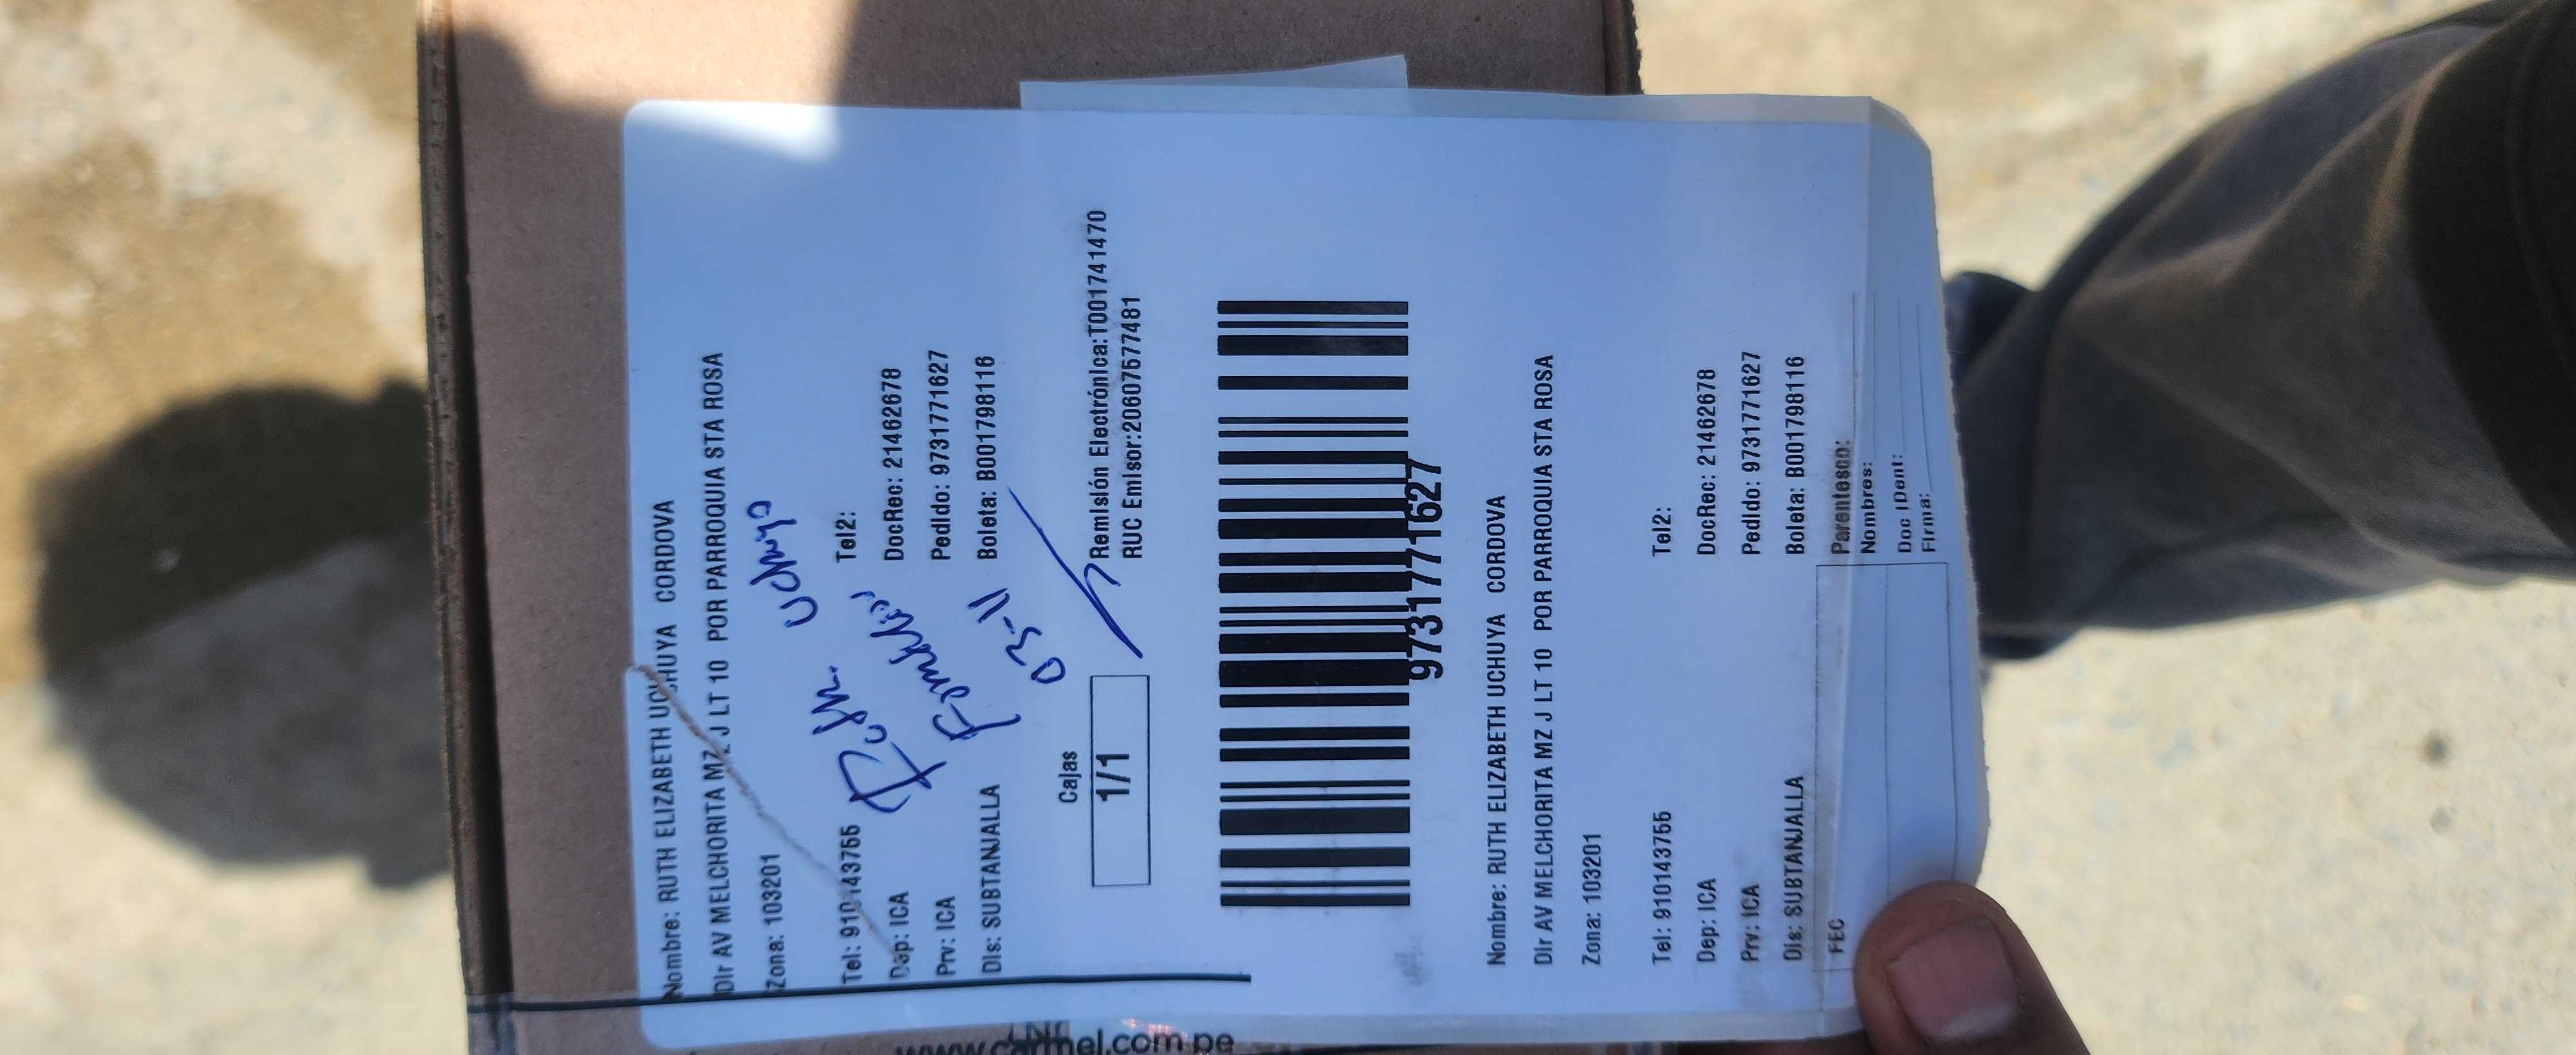 Nombre: RUTH ELIZABETH UCHUYA CORDOVA
Dir AV MELCHORITA MZ J LT 10 POR PARROQUIA STA ROSA
Zona: 103201
Uchuya
Tel: 910143755 Tel2:
Dep: ICA DocRec: 21462678
Prv: ICA Pedido: 9731771627
Dis: SUBTANJALLA Boleta: B001798116
03-11
Cajas
1/1
Remisión Electrónica:T001741470
RUC Emisor:20607577481
9731771627
Nombre: RUTH ELIZABETH UCHUYA CORDOVA
Dir AV MELCHORITA MZ J LT 10 POR PARROQUIA STA ROSA
Zona: 103201
Tel: 910143755 Tel2:
Dep: ICA DocRec: 21462678
Prv: ICA Pedido: 9731771627
Dis: SUBTANJALLA Boleta: B001798116
FEC Parentesco:
Nombres:
Doc IDent:
Firma:
www.carmel.com.pe